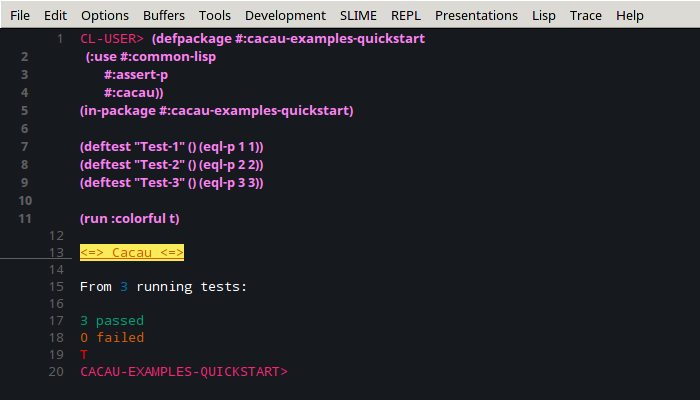 File Edit Options Buffers Tools Development SLIME REPL Presentations Lisp Trace Help
1 CL-USER> (defpackage #:cacau-examples-quickstart
2 (:use #:common-lisp
3 #:assert-p
4 #:cacau))
5 (in-package #:cacau-examples-quickstart)
6
7 (deftest "Test-1" () (eql-p 1 1))
8 (deftest "Test-2" () (eql-p 2 2))
9 (deftest "Test-3" () (eql-p 3 3))
10
11 (run :colorful t)
12
13 <=> Cacau <=>
14
15 From 3 running tests:
16
17 3 passed
18 0 failed
19 T
20 CACAU-EXAMPLES-QUICKSTART>